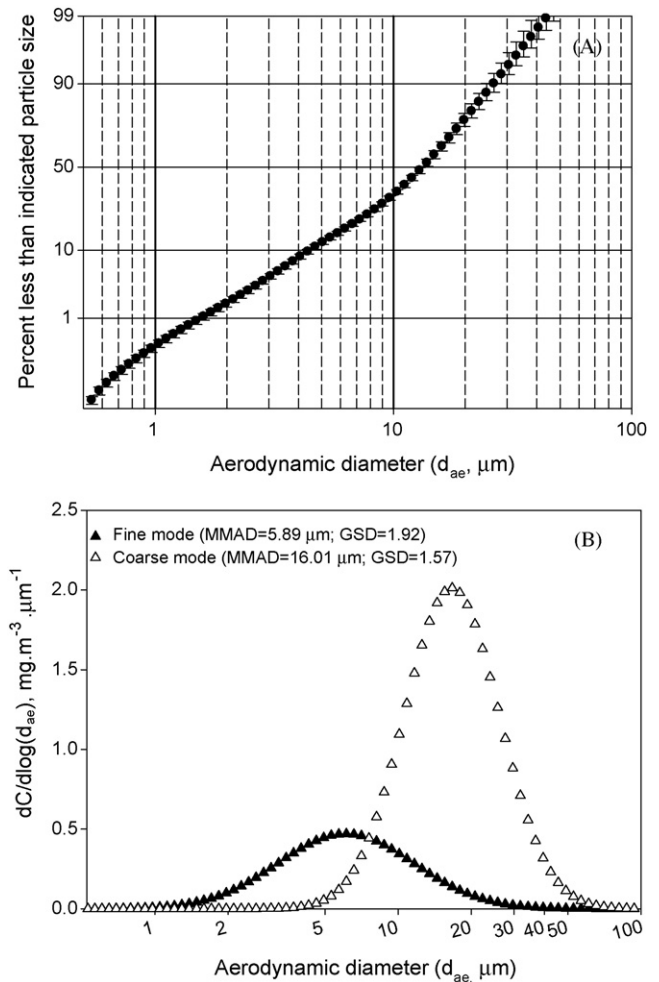 99
(A)
90
50
10
1
Percent less than indicated particle size
1 10 100
Aerodynamic diameter (dae, μm)
2.5
▲ Fine mode (MMAD=5.89 μm; GSD=1.92)
(B)
△ Coarse mode (MMAD=16.01 μm; GSD=1.57)
2.0
1.5
1.0
0.5
0.0
dC/dlog(dae), mg.m-3.μm-1
1 2 5 10 20 30 40 50 100
Aerodynamic diameter (dae, μm)